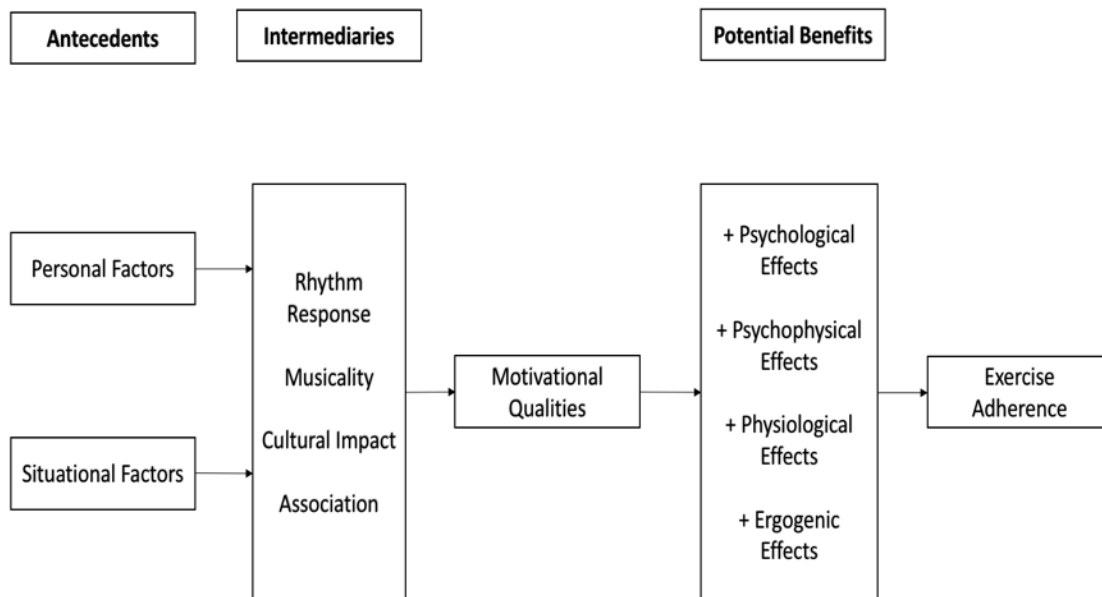 Antecedents
Intermediaries
Potential Benefits
Personal Factors
Situational Factors
Rhythm
Response
Musicality
Cultural Impact
Association
Motivational
Qualities
+ Psychological
Effects
+ Psychophysical
Effects
+ Physiological
Effects
+ Ergogenic
Effects
Exercise
Adherence